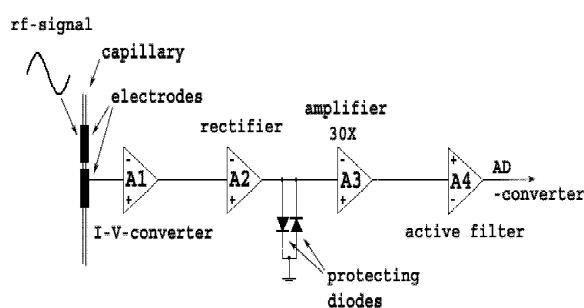 rf-signal
capillary
electrodes
rectifier
amplifier
30X
- A1 +
- A2 +
- A3 +
+ A4 -
AD
-converter
I-V-converter
active filter
protecting
diodes